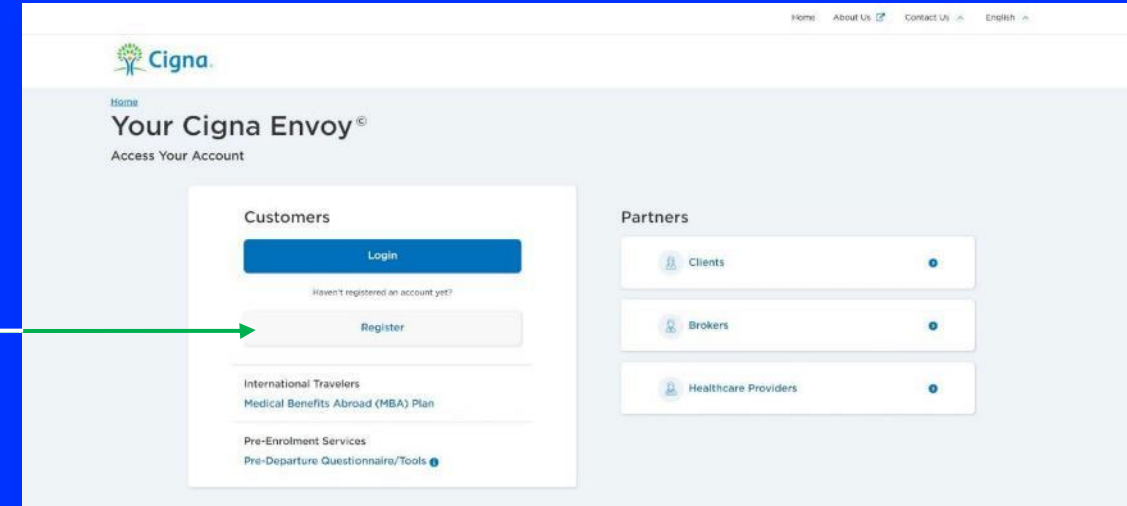 Home About Us Contact Us English
Cigna.
Home
Your Cigna Envoy©
Access Your Account
Customers
Login
Haven't registered an account yet?
Register
International Travelers
Medical Benefits Abroad (MBA) Plan
Pre-Enrolment Services
Pre-Departure Questionnaire/Tools
Partners
Clients
Brokers
Healthcare Providers